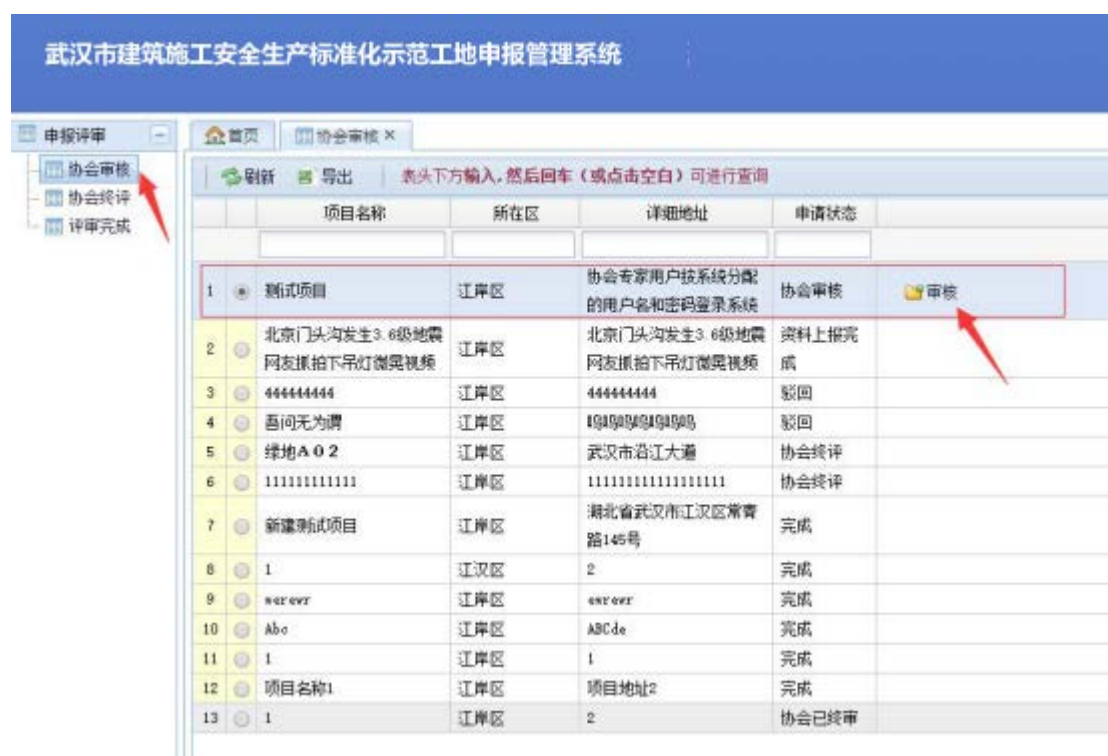 武汉市建筑施工安全生产标准化示范工地申报管理系统
申报评审
首页
协会审核 ×
协会审核
协会终评
评审完成
刷新 导出 表头下方输入,然后回车(或点击空白)可进行查询
项目名称 所在区 详细地址 申请状态
1 测试项目 江岸区 协会专家用户按系统分配 协会审核 审核
的用户名和密码登录系统
2 北京门头沟发生3.6级地震 江岸区 北京门头沟发生3.6级地震 资料上报完
网友抓拍下吊灯微晃视频 网友抓拍下吊灯微晃视频 成
3 444444444 江岸区 444444444 驳回
4 吾问无为谓 江岸区 驳回
5 绿地A02 江岸区 武汉市沿江大道 协会终评
6 111111111111 江岸区 111111111111111111 协会终评
7 新建测试项目 江岸区 湖北省武汉市江汉区常青 完成
路145号
8 1 江汉区 2 完成
9 werewr 江岸区 ewrewr 完成
10 Abc 江岸区 ABCde 完成
11 1 江岸区 1 完成
12 项目名称1 江岸区 项目地址2 完成
13 1 江岸区 2 协会已终审